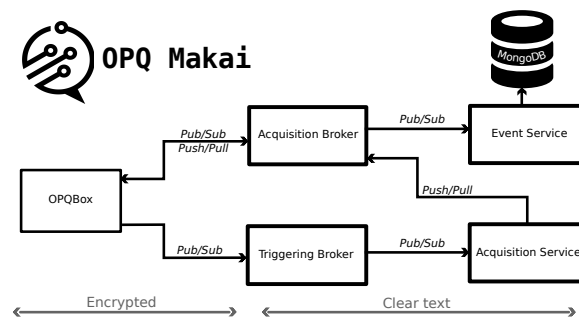 OPQ Makai
MongoDB
Pub/Sub
Push/Pull
Acquisition Broker
Pub/Sub
Event Service
OPQBox
Push/Pull
Pub/Sub
Triggering Broker
Pub/Sub
Acquisition Service
Encrypted
Clear text